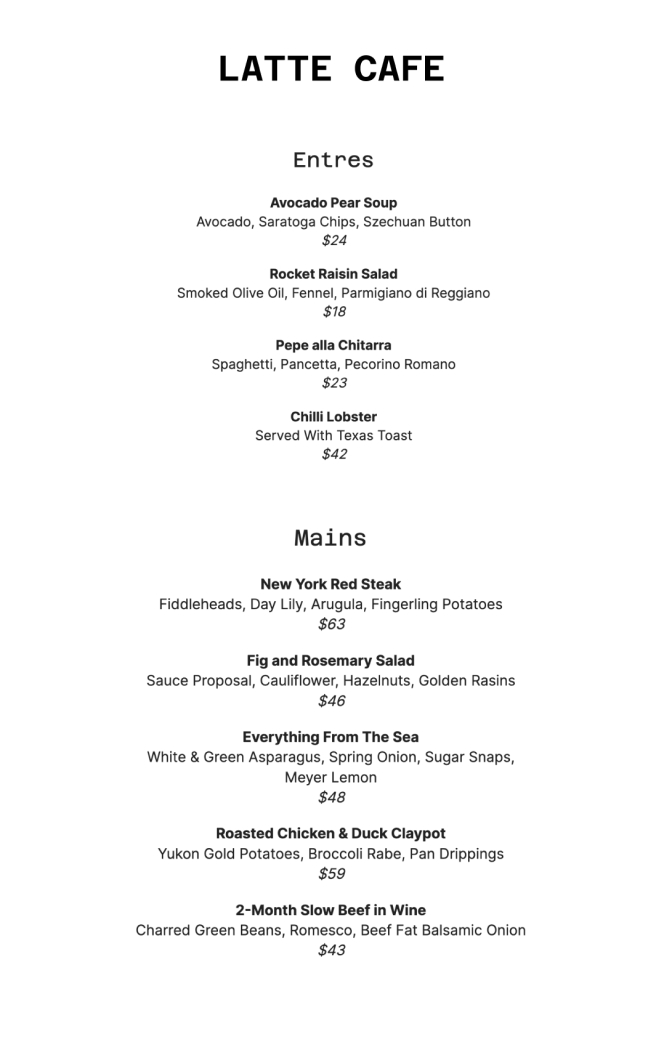 LATTE CAFE
Entres
Avocado Pear Soup
Avocado, Saratoga Chips, Szechuan Button
$24
Rocket Raisin Salad
Smoked Olive Oil, Fennel, Parmigiano di Reggiano
$18
Pepe alla Chitarra
Spaghetti, Pancetta, Pecorino Romano
$23
Chilli Lobster
Served With Texas Toast
$42
Mains
New York Red Steak
Fiddleheads, Day Lily, Arugula, Fingerling Potatoes
$63
Fig and Rosemary Salad
Sauce Proposal, Cauliflower, Hazelnuts, Golden Rasins
$46
Everything From The Sea
White & Green Asparagus, Spring Onion, Sugar Snaps,
Meyer Lemon
$48
Roasted Chicken & Duck Claypot
Yukon Gold Potatoes, Broccoli Rabe, Pan Drippings
$59
2-Month Slow Beef in Wine
Charred Green Beans, Romesco, Beef Fat Balsamic Onion
$43